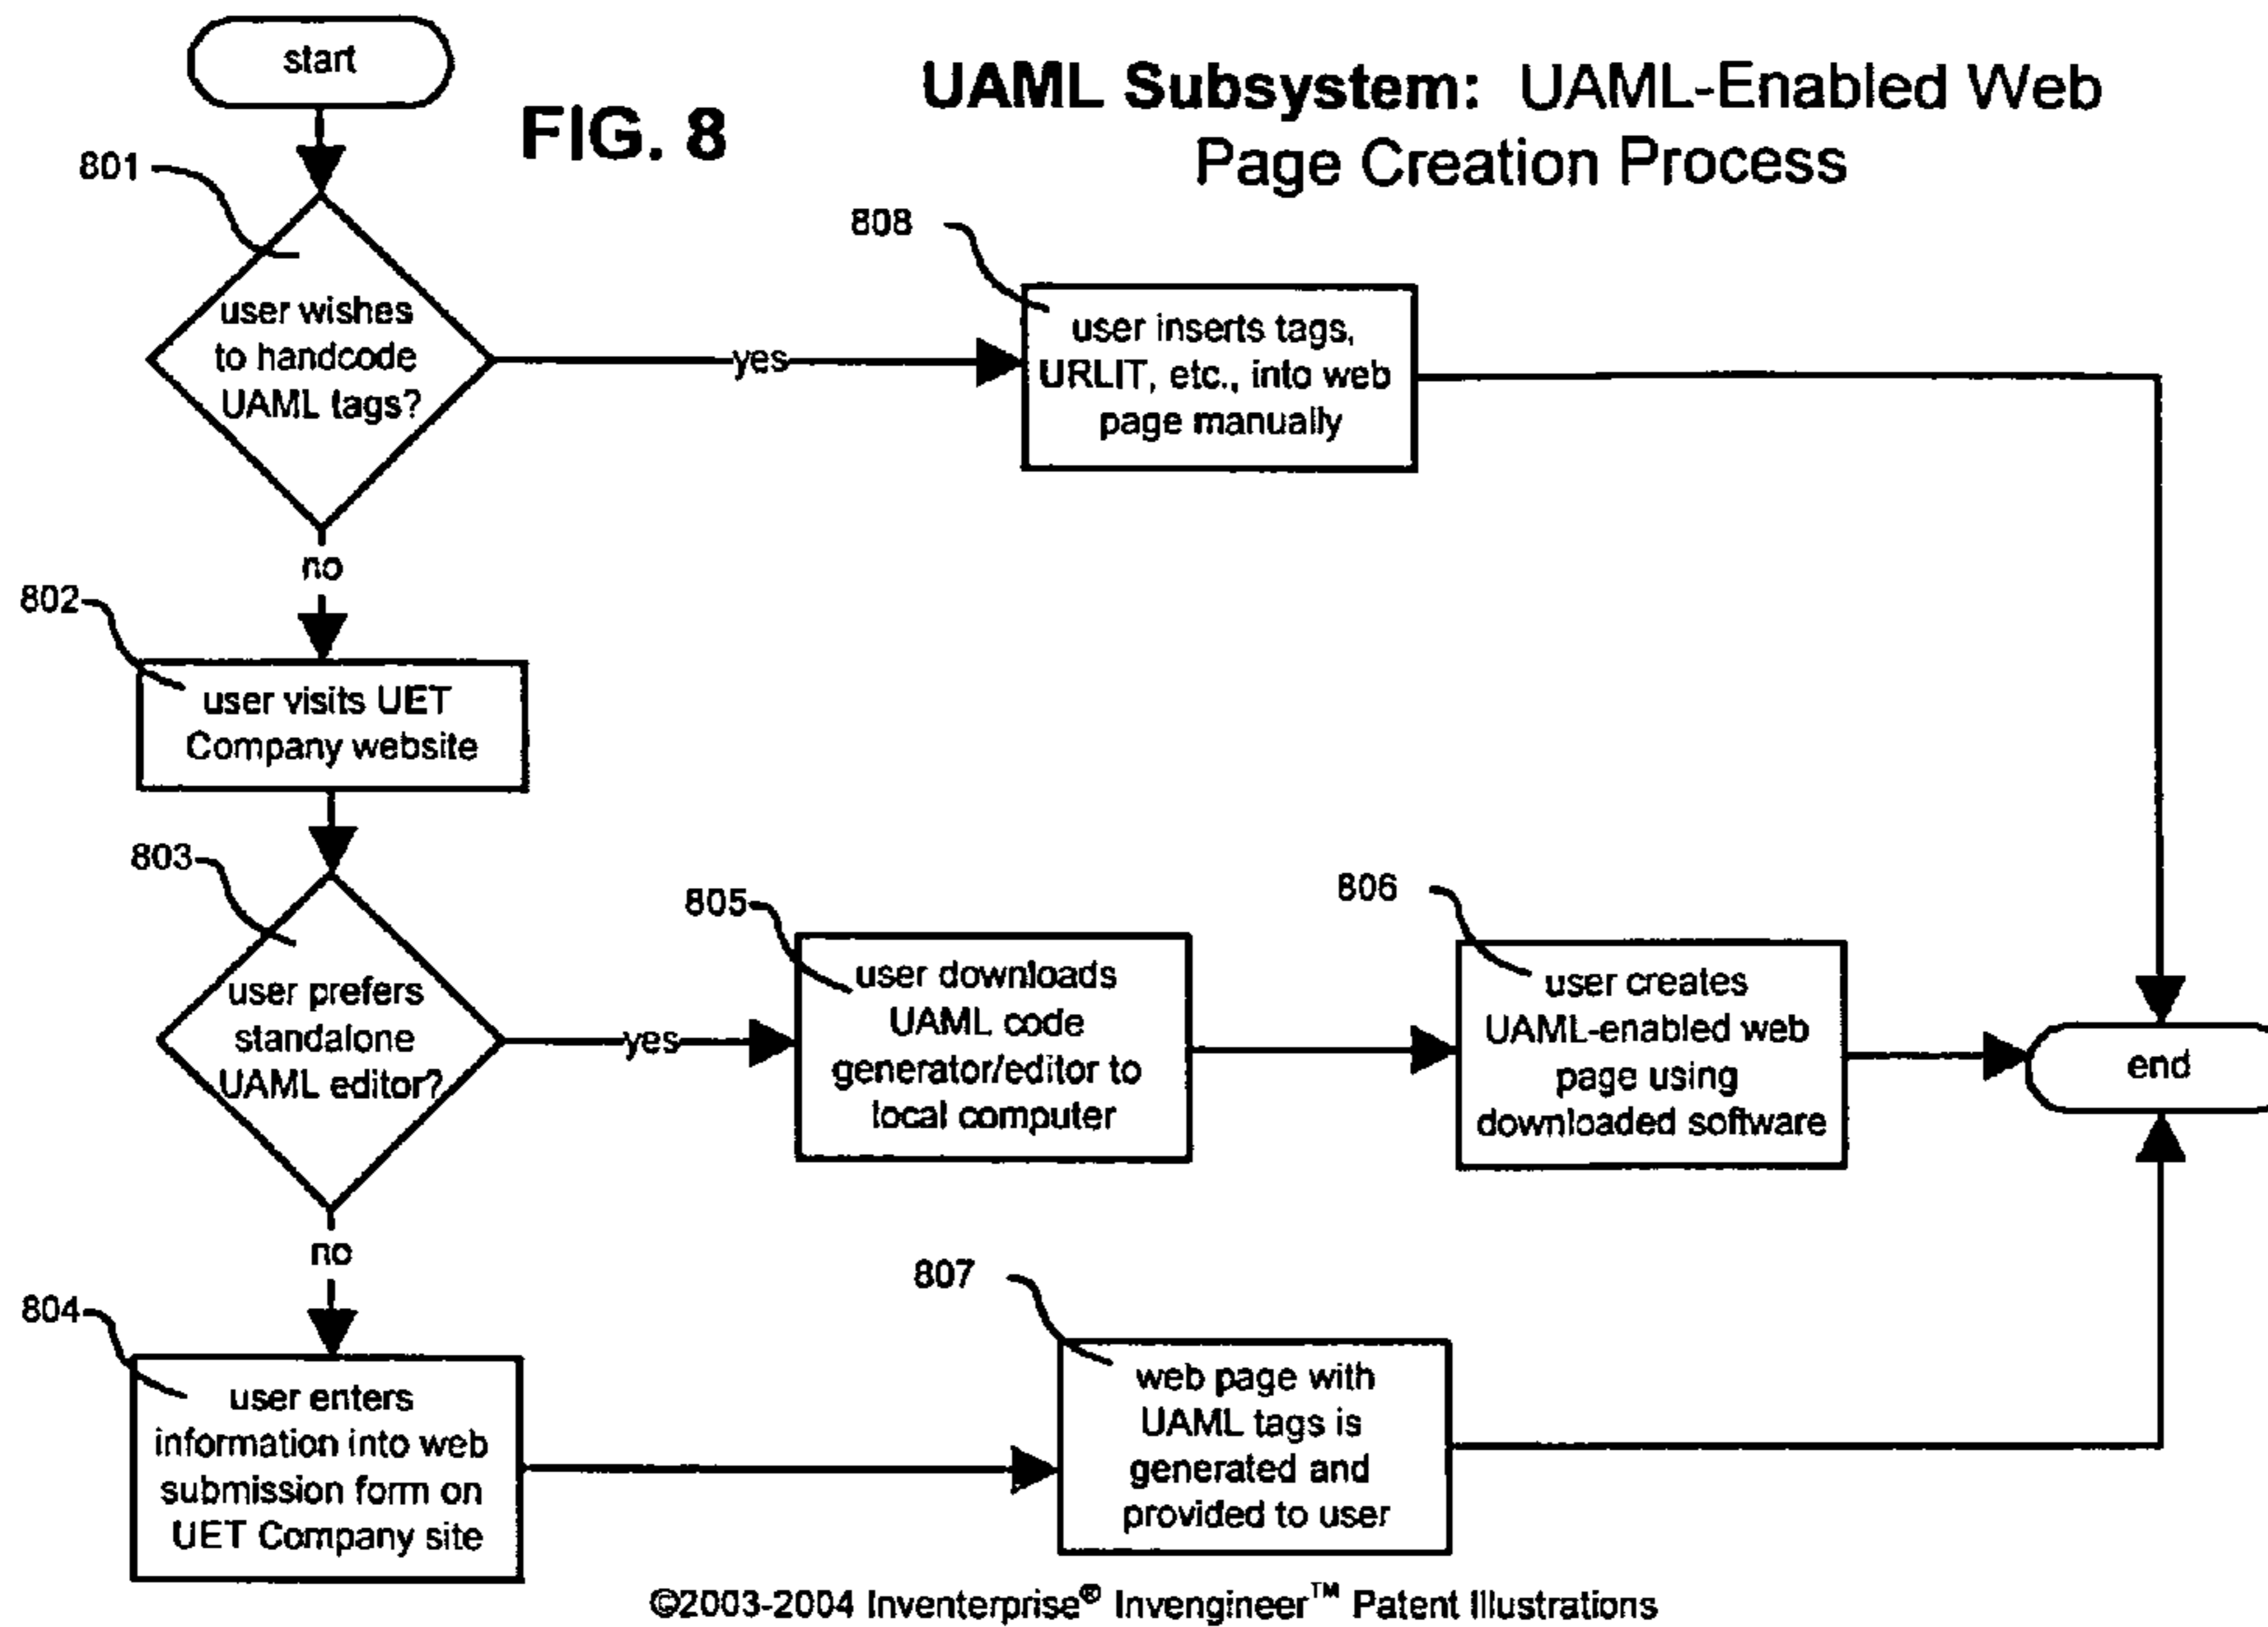 start
FIG. 8
UAML Subsystem: UAML-Enabled Web
Page Creation Process
801
user wishes
to handcode
UAML tags?
yes
808
user inserts tags,
URLIT, etc., into web
page manually
no
802
user visits UET
Company website
803
user prefers
standalone
UAML editor?
yes
805
user downloads
UAML code
generator/editor to
local computer
806
user creates
UAML-enabled web
page using
downloaded software
end
no
804
user enters
information into web
submission form on
UET Company site
807
web page with
UAML tags is
generated and
provided to user
©2003-2004 Inventerprise® Invengineer™ Patent Illustrations